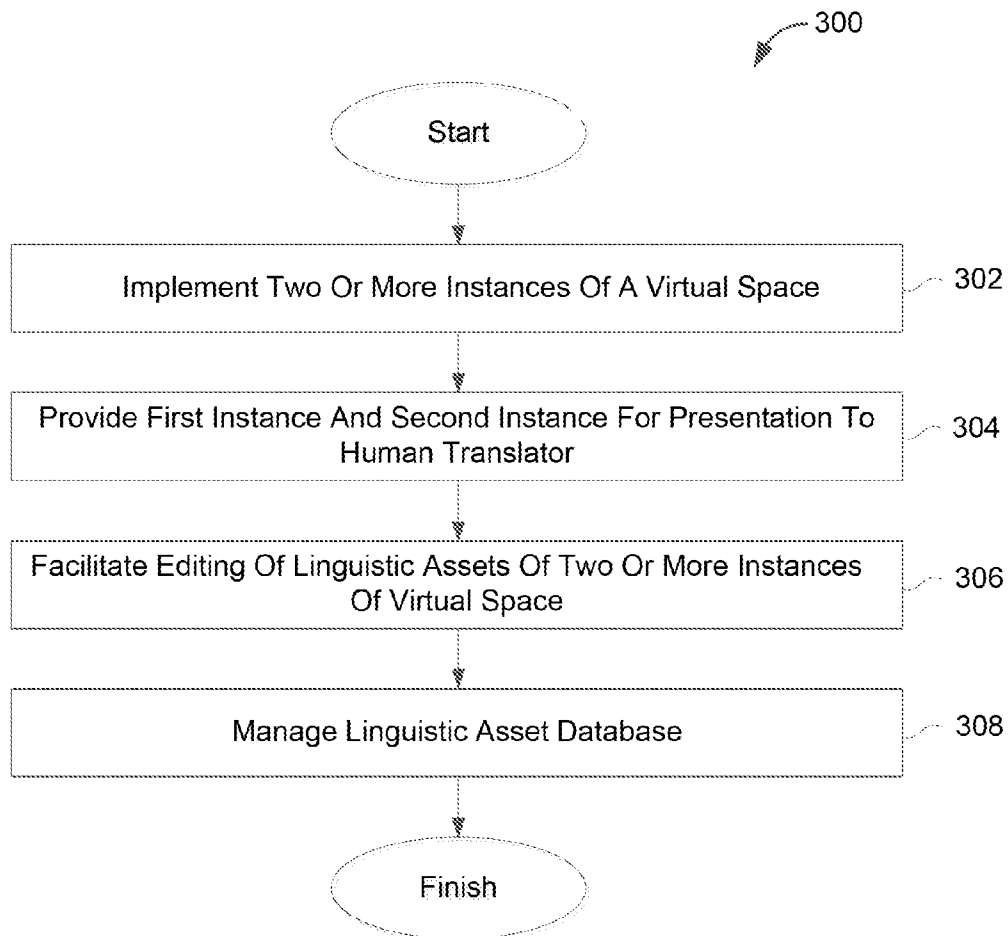 300
Start
Implement Two Or More Instances Of A Virtual Space
302
Provide First Instance And Second Instance For Presentation To
Human Translator
304
Facilitate Editing Of Linguistic Assets Of Two Or More Instances
Of Virtual Space
306
Manage Linguistic Asset Database
308
Finish